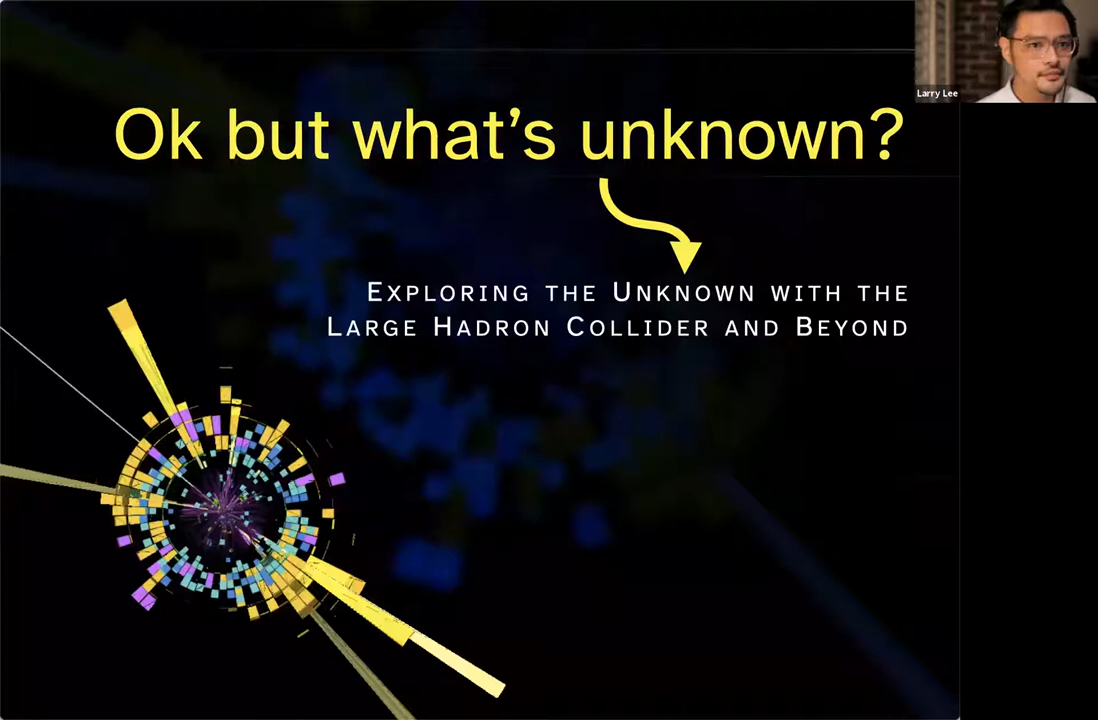 Ok but what’s unknown?
Exploring the Unknown with the
Large Hadron Collider and Beyond
Larry Lee